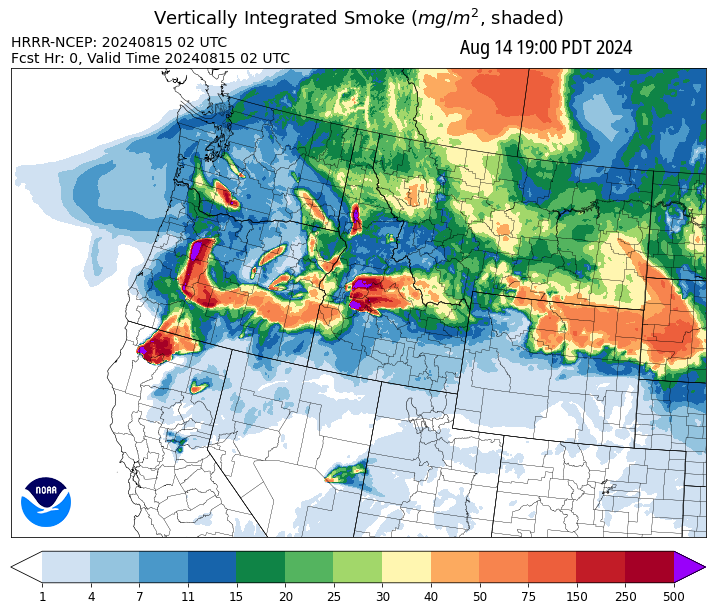 Vertically Integrated Smoke (mg/m², shaded)
HRRR-NCEP: 20240815 02 UTC
Fcst Hr: 0, Valid Time 20240815 02 UTC
Aug 14 19:00 PDT 2024
NOAA
1 4 7 11 15 20 25 30 40 50 75 150 250 500